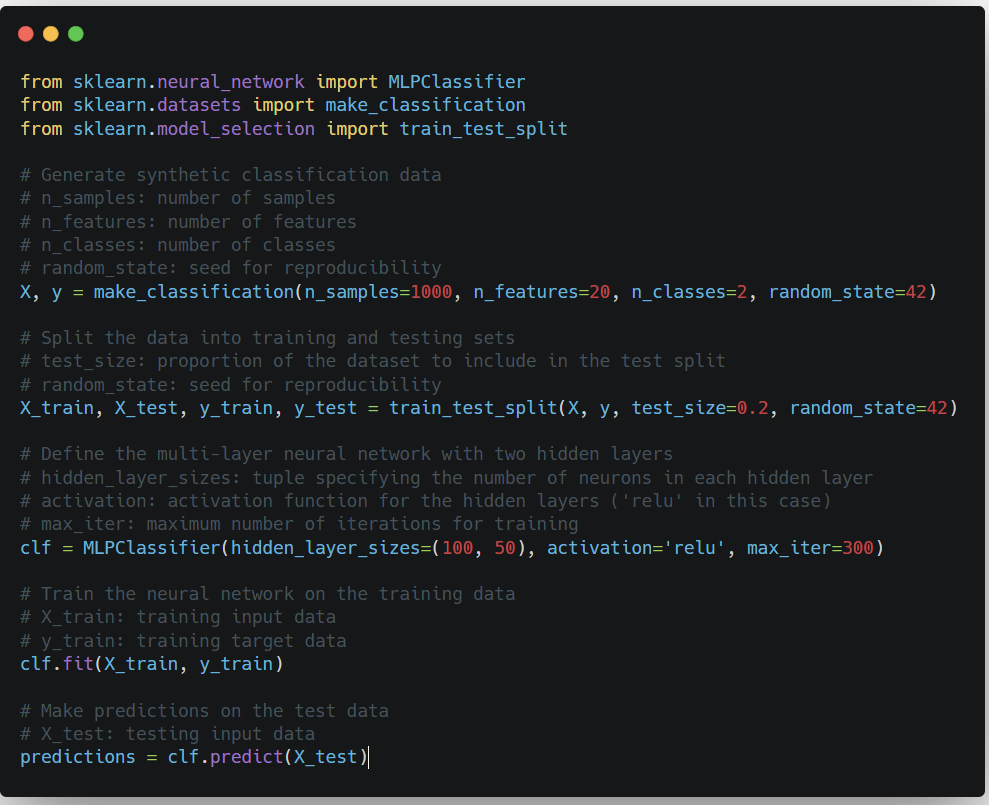 from sklearn.neural_network import MLPClassifier
from sklearn.datasets import make_classification
from sklearn.model_selection import train_test_split
# Generate synthetic classification data
# n_samples: number of samples
# n_features: number of features
# n_classes: number of classes
# random_state: seed for reproducibility
X, y = make_classification(n_samples=1000, n_features=20, n_classes=2, random_state=42)
# Split the data into training and testing sets
# test_size: proportion of the dataset to include in the test split
# random_state: seed for reproducibility
X_train, X_test, y_train, y_test = train_test_split(X, y, test_size=0.2, random_state=42)
# Define the multi-layer neural network with two hidden layers
# hidden_layer_sizes: tuple specifying the number of neurons in each hidden layer
# activation: activation function for the hidden layers ('relu' in this case)
# max_iter: maximum number of iterations for training
clf = MLPClassifier(hidden_layer_sizes=(100, 50), activation='relu', max_iter=300)
# Train the neural network on the training data
# X_train: training input data
# y_train: training target data
clf.fit(X_train, y_train)
# Make predictions on the test data
# X_test: testing input data
predictions = clf.predict(X_test)